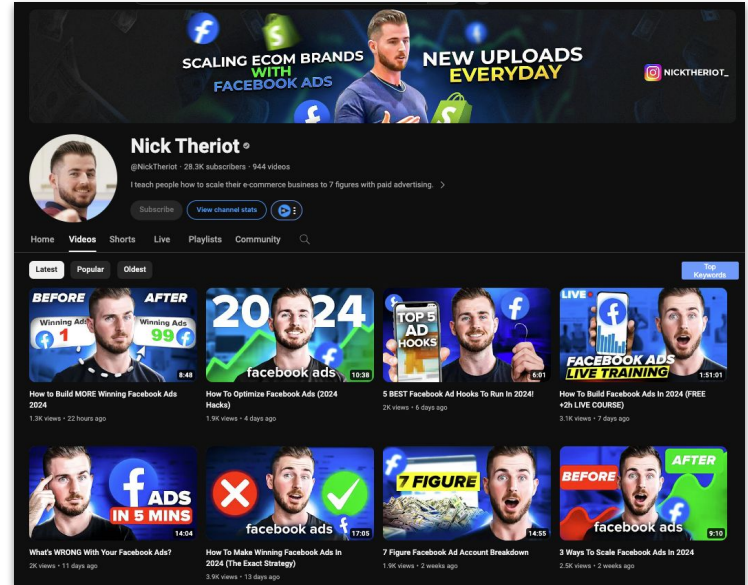 SCALING ECOM BRANDS
WITH
FACEBOOK ADS
NEW UPLOADS
EVERYDAY
NICKTHERIOT_
Nick Theriot
@NickTheriot · 28.3K subscribers · 944 videos
I teach people how to scale their e-commerce business to 7 figures with paid advertising.
Subscribe
View channel stats
Home Videos Shorts Live Playlists Community
Latest Popular Oldest
Top
Keywords
BEFORE AFTER
Winning Ads
1
Winning Ads
99
8:48
2024
facebook ads
10:38
TOP 5
AD
HOOKS
6:01
LIVE
FACEBOOK ADS
LIVE TRAINING
1:51:01
How to Build MORE Winning Facebook Ads
2024
1.3K views • 22 hours ago
How To Optimize Facebook Ads (2024
Hacks)
1.9K views • 4 days ago
5 BEST Facebook Ad Hooks To Run In 2024!
2K views • 6 days ago
How To Build Facebook Ads In 2024 (FREE
+2h LIVE COURSE)
3.1K views • 7 days ago
f ADS
IN 5 MINS
14:04
facebook ads
17:05
7 FIGURE
14:55
BEFORE
AFTER
facebook ads
9:10
What's WRONG With Your Facebook Ads?
2K views • 11 days ago
How To Make Winning Facebook Ads In
2024 (The Exact Strategy)
3.9K views • 13 days ago
7 Figure Facebook Ad Account Breakdown
1.9K views • 2 weeks ago
3 Ways To Scale Facebook Ads In 2024
2.5K views • 2 weeks ago